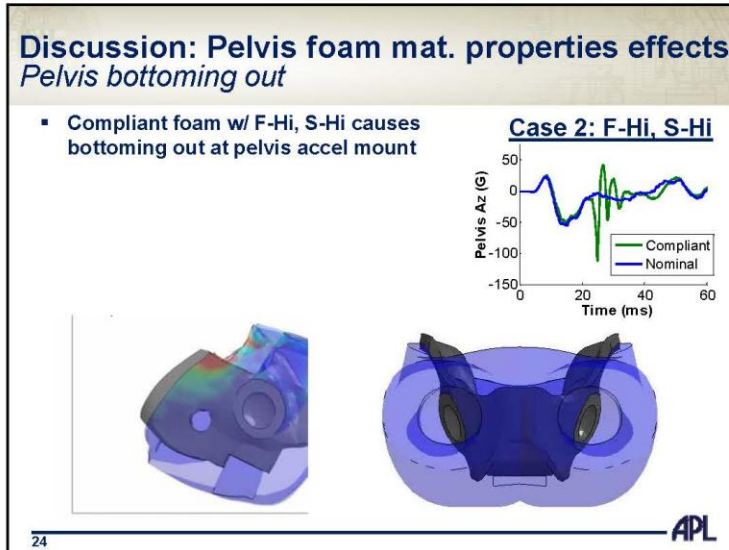 Discussion: Pelvis foam mat. properties effects
Pelvis bottoming out
▪ Compliant foam w/ F-Hi, S-Hi causes
bottoming out at pelvis accel mount
Case 2: F-Hi, S-Hi
Pelvis Az (G)
50
0
-50
-100
-150
Compliant
Nominal
0 20 40 60
Time (ms)
24
APL